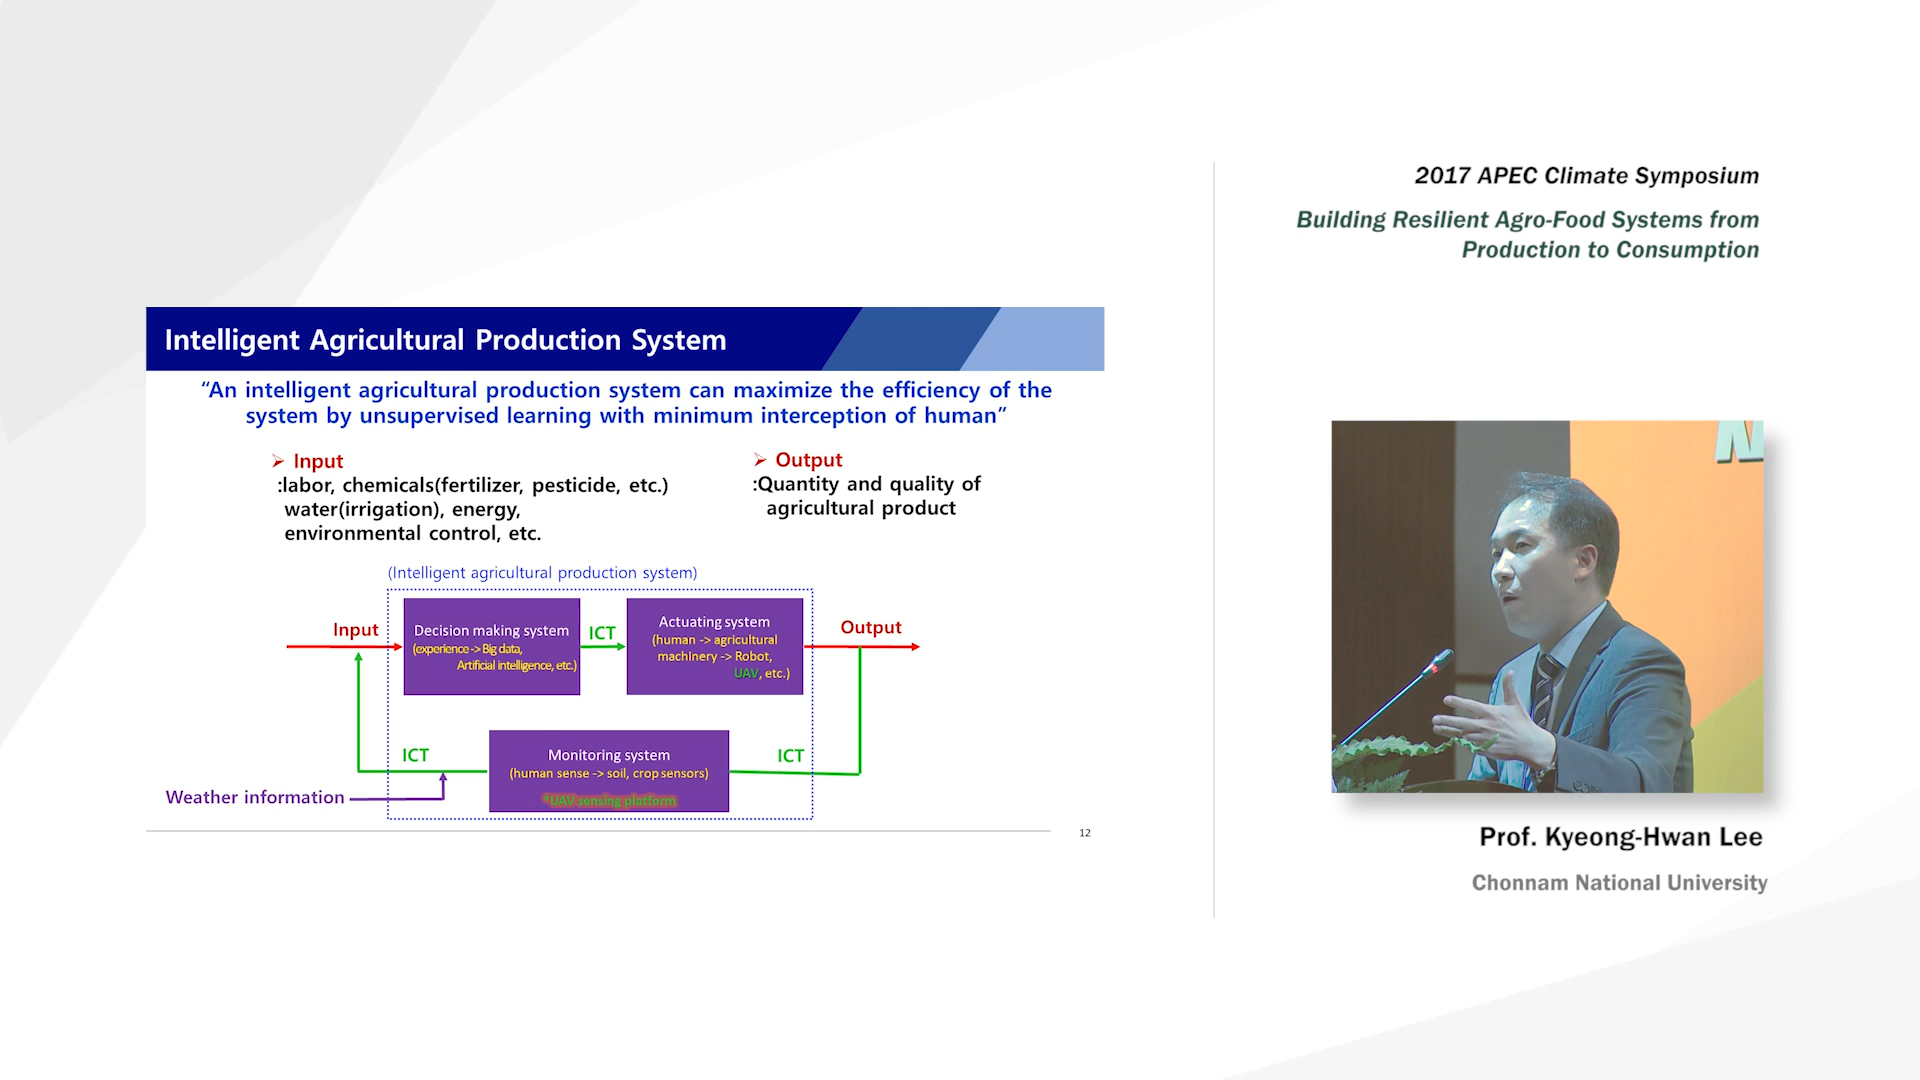 2017 APEC Climate Symposium
Building Resilient Agro-Food Systems from
Production to Consumption
Intelligent Agricultural Production System
“An intelligent agricultural production system can maximize the efficiency of the
system by unsupervised learning with minimum interception of human”
➢ Input
:labor, chemicals(fertilizer, pesticide, etc.)
water(irrigation), energy,
environmental control, etc.
➢ Output
:Quantity and quality of
agricultural product
(Intelligent agricultural production system)
Input
Decision making system
(experience -> Big data,
Artificial intelligence, etc.)
ICT
Actuating system
(human -> agricultural
machinery -> Robot,
UAV, etc.)
Output
ICT
Monitoring system
(human sense -> soil, crop sensors)
*UAV sensing platform
ICT
Weather information
12
N
Prof. Kyeong-Hwan Lee
Chonnam National University